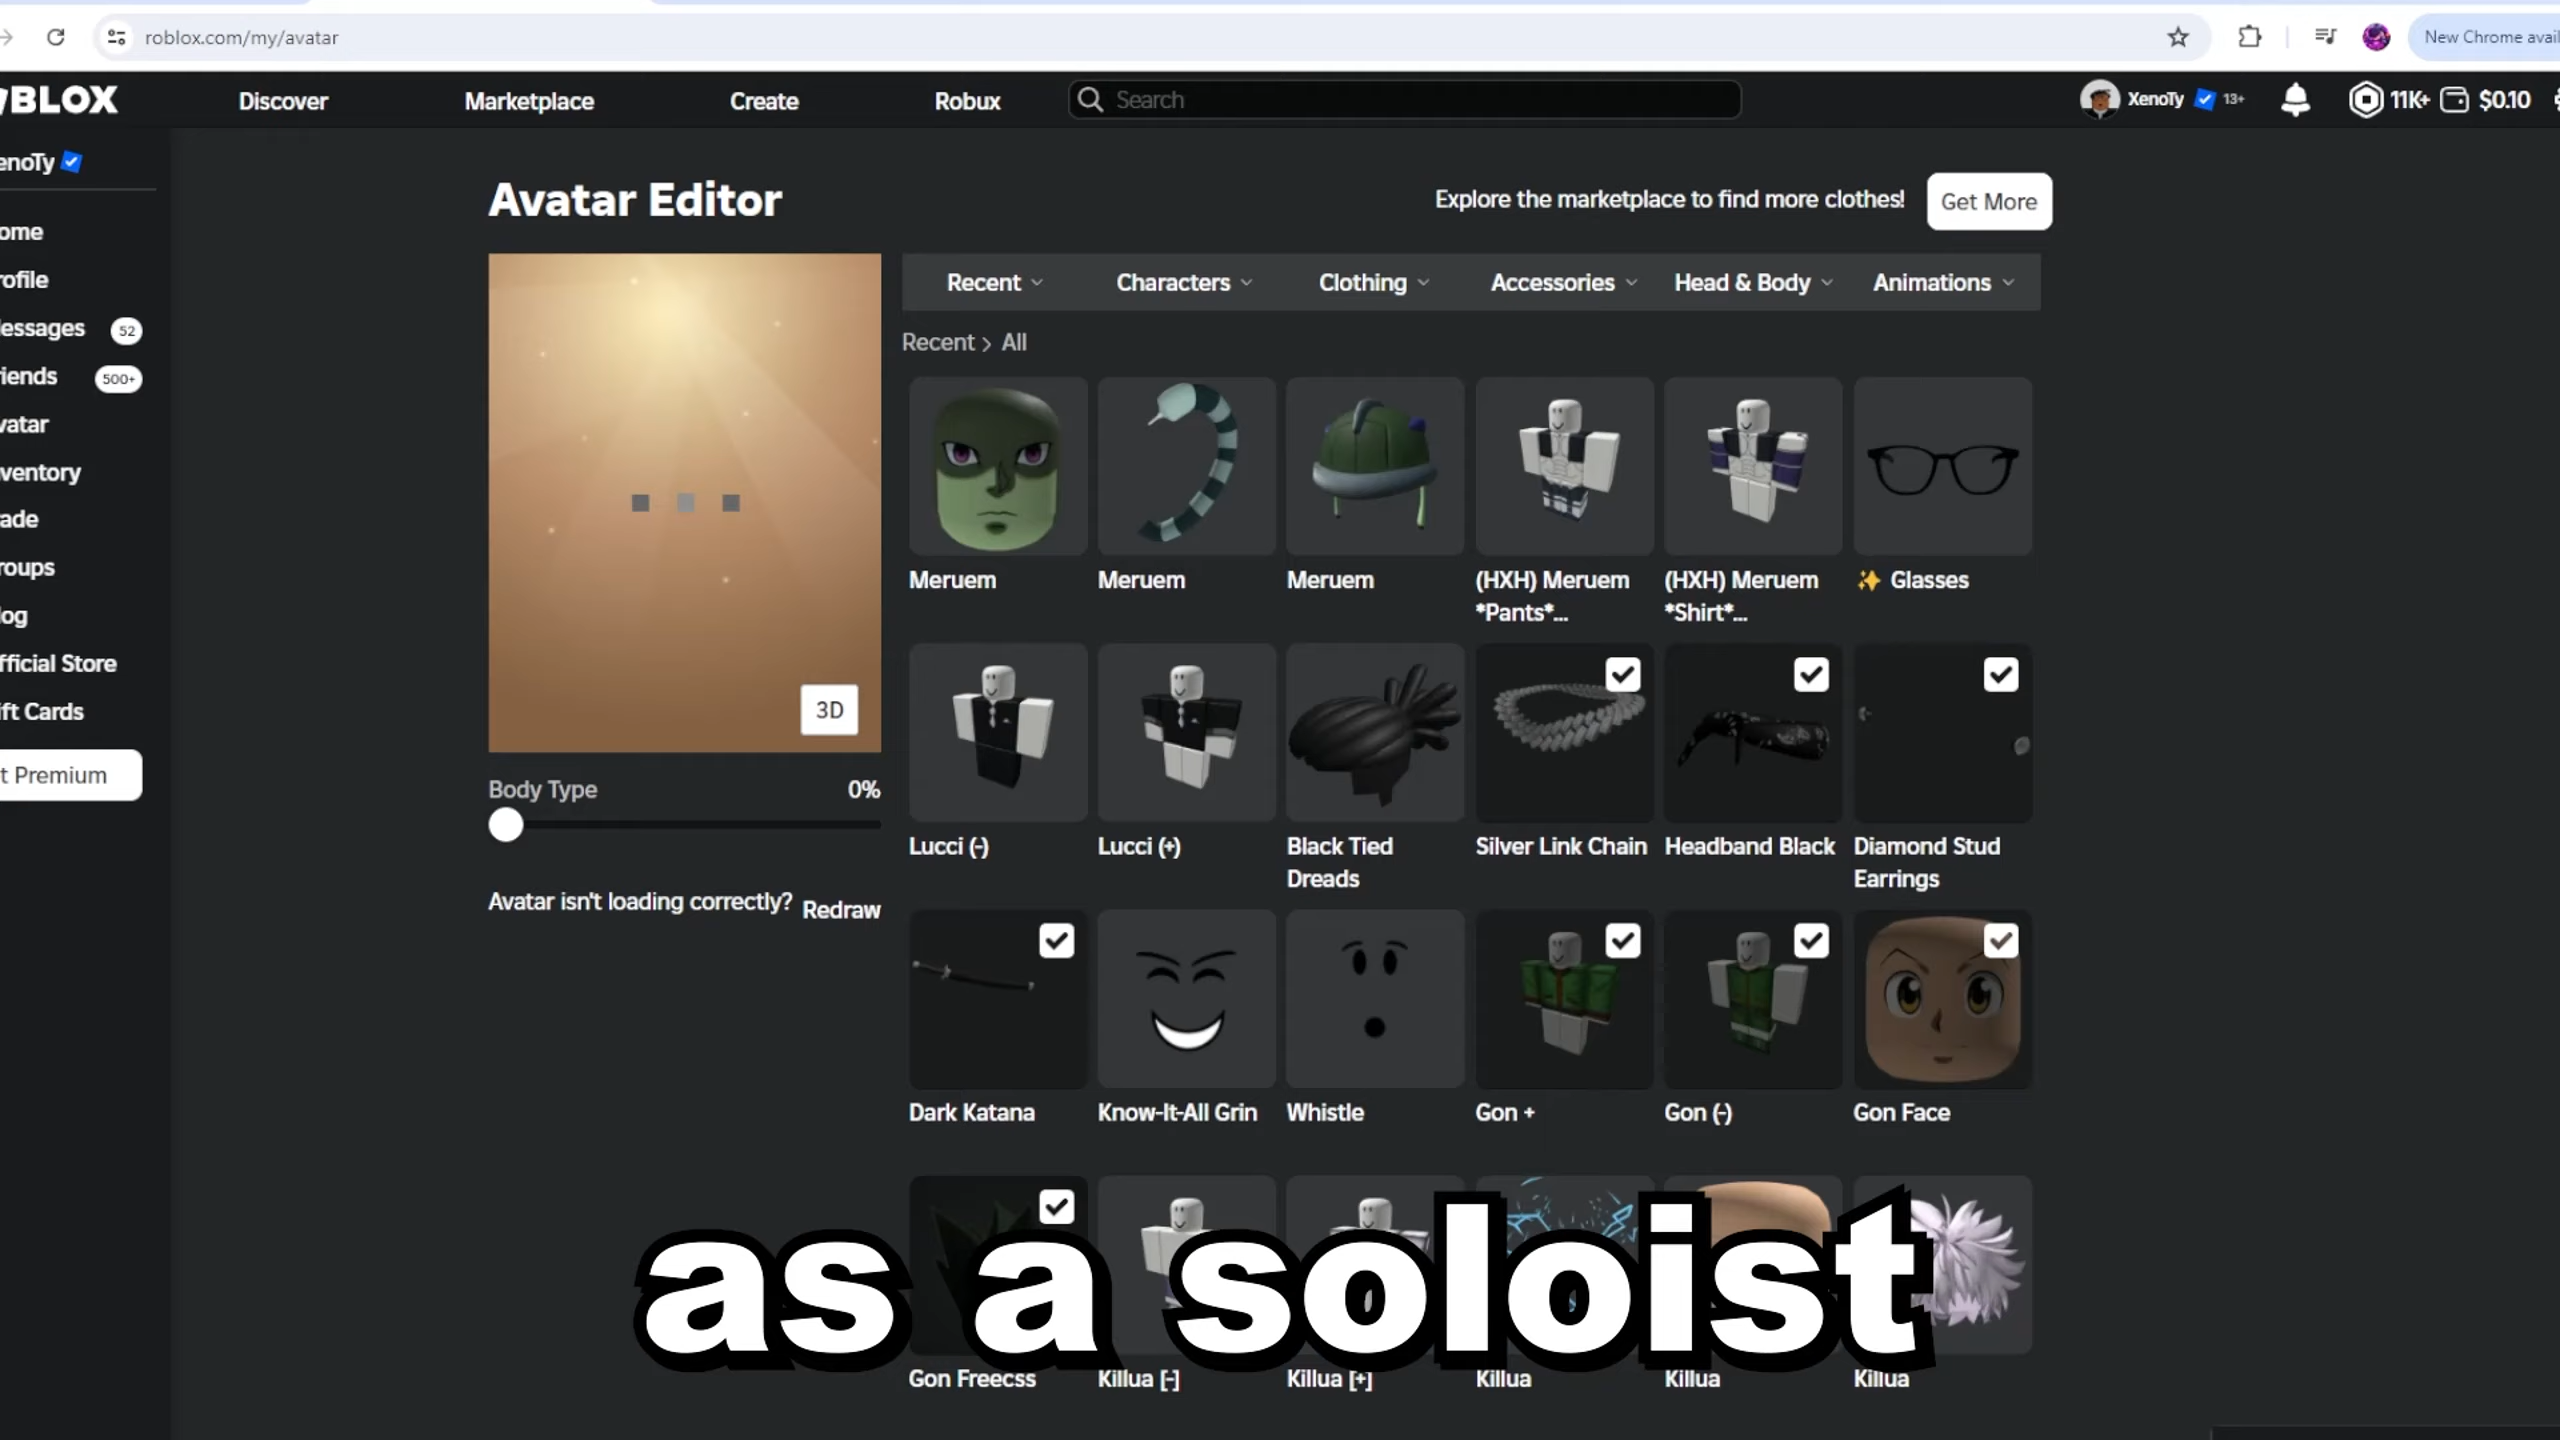 roblox.com/my/avatar
New Chrome avail
BLOX
Discover
Marketplace
Create
Robux
Search
XenoTy
13+
11K+
$0.10
enoTy
ome
rofile
essages
52
iends
500+
vatar
nventory
ade
roups
log
fficial Store
ift Cards
t Premium
Avatar Editor
Explore the marketplace to find more clothes!
Get More
3D
Body Type
0%
Avatar isn't loading correctly?
Redraw
Recent
Characters
Clothing
Accessories
Head & Body
Animations
Recent > All
Meruem
Meruem
Meruem
(HXH) Meruem
*Pants*...
(HXH) Meruem
*Shirt*...
✨ Glasses
Lucci (-)
Lucci (+)
Black Tied
Dreads
Silver Link Chain
Headband Black
Diamond Stud
Earrings
Dark Katana
Know-It-All Grin
Whistle
Gon +
Gon (-)
Gon Face
as a soloist
Gon Freecss
Killua [-]
Killua [+]
Killua
Killua
Killua